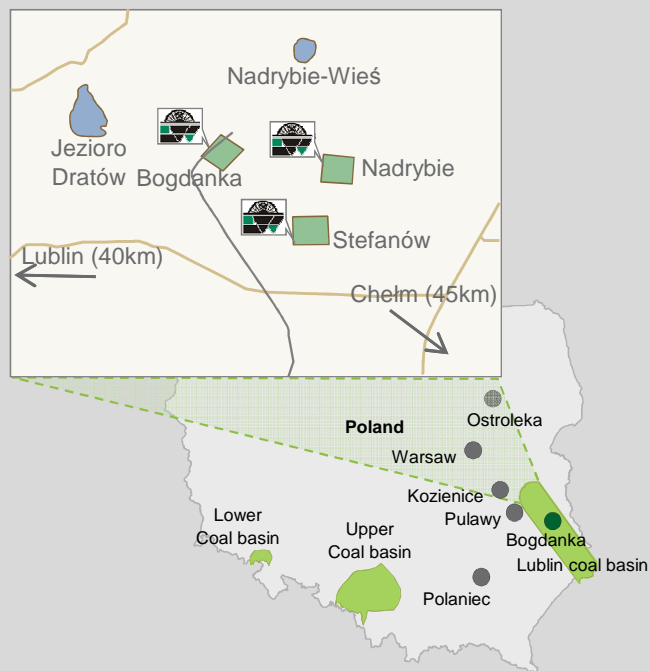 Nadrybie-Wieś
Jezioro
Dratów
Bogdanka
Nadrybie
Stefanów
Lublin (40km)
Chełm (45km)
Ostroleka
Poland
Warsaw
Kozienice
Pulawy
Lower
Coal basin
Upper
Coal basin
Bogdanka
Lublin coal basin
Polaniec